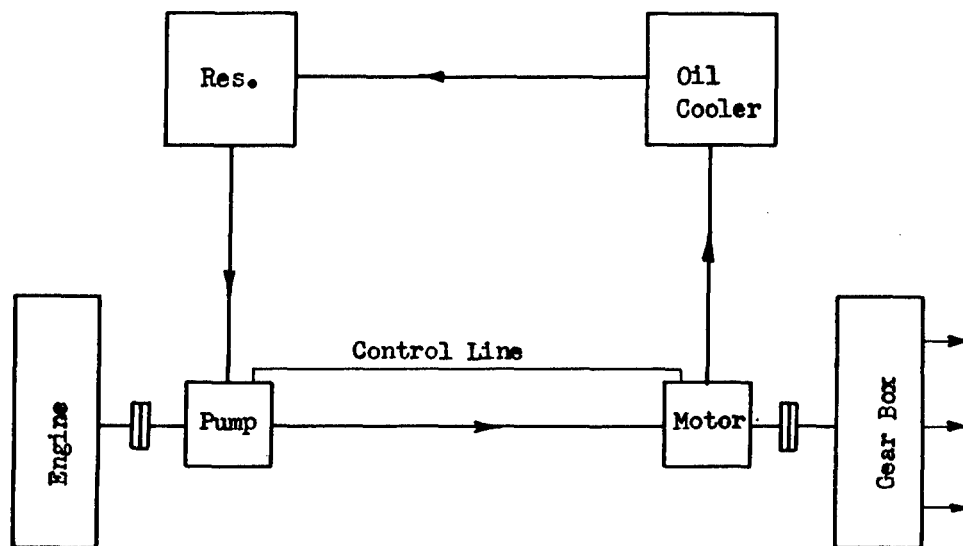 Res.
Oil
Cooler
Control Line
Engine
Pump
Motor
Gear Box